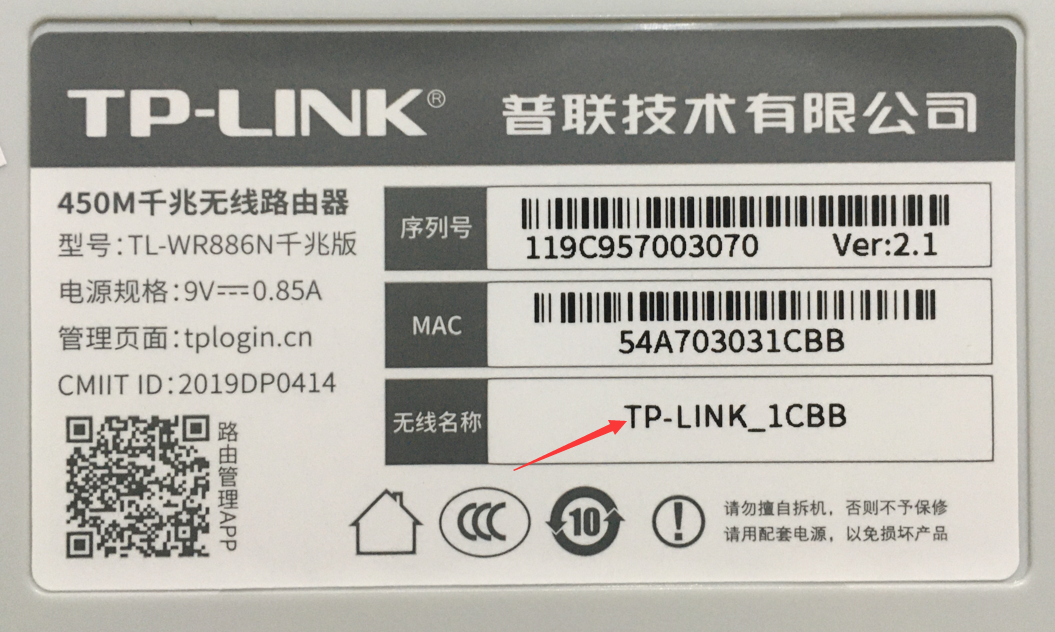 TP-LINK® 普联技术有限公司
450M千兆无线路由器
型号:TL-WR886N千兆版
电源规格:9V⎓0.85A
管理页面:tplogin.cn
CMIIT ID:2019DP0414
路由管理APP
序列号
119C957003070 Ver:2.1
MAC
54A703031CBB
无线名称
TP-LINK_1CBB
CCC
10
!
请勿擅自拆机，否则不予保修
请用配套电源，以免损坏产品